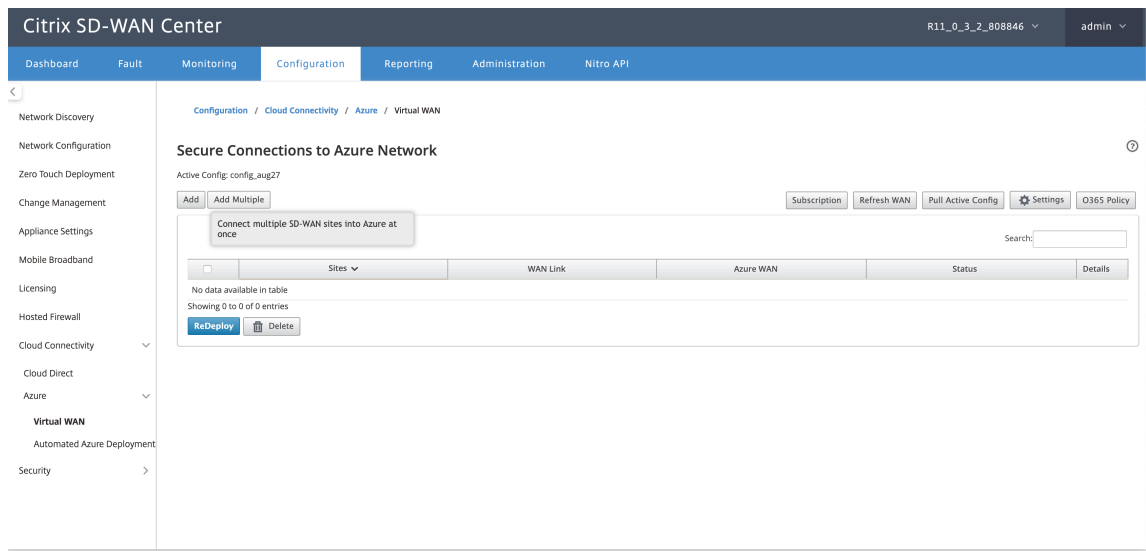 Citrix SD-WAN Center
R11_0_3_2_808846
admin
Dashboard
Fault
Monitoring
Configuration
Reporting
Administration
Nitro API
Network Discovery
Network Configuration
Zero Touch Deployment
Change Management
Appliance Settings
Mobile Broadband
Licensing
Hosted Firewall
Cloud Connectivity
Cloud Direct
Azure
Virtual WAN
Automated Azure Deployment
Security
Configuration / Cloud Connectivity / Azure / Virtual WAN
Secure Connections to Azure Network
Active Config: config_aug27
Add
Add Multiple
Subscription
Refresh WAN
Pull Active Config
Settings
O365 Policy
Connect multiple SD-WAN sites into Azure at
once
Search:
Sites
WAN Link
Azure WAN
Status
Details
No data available in table
Showing 0 to 0 of 0 entries
ReDeploy
Delete